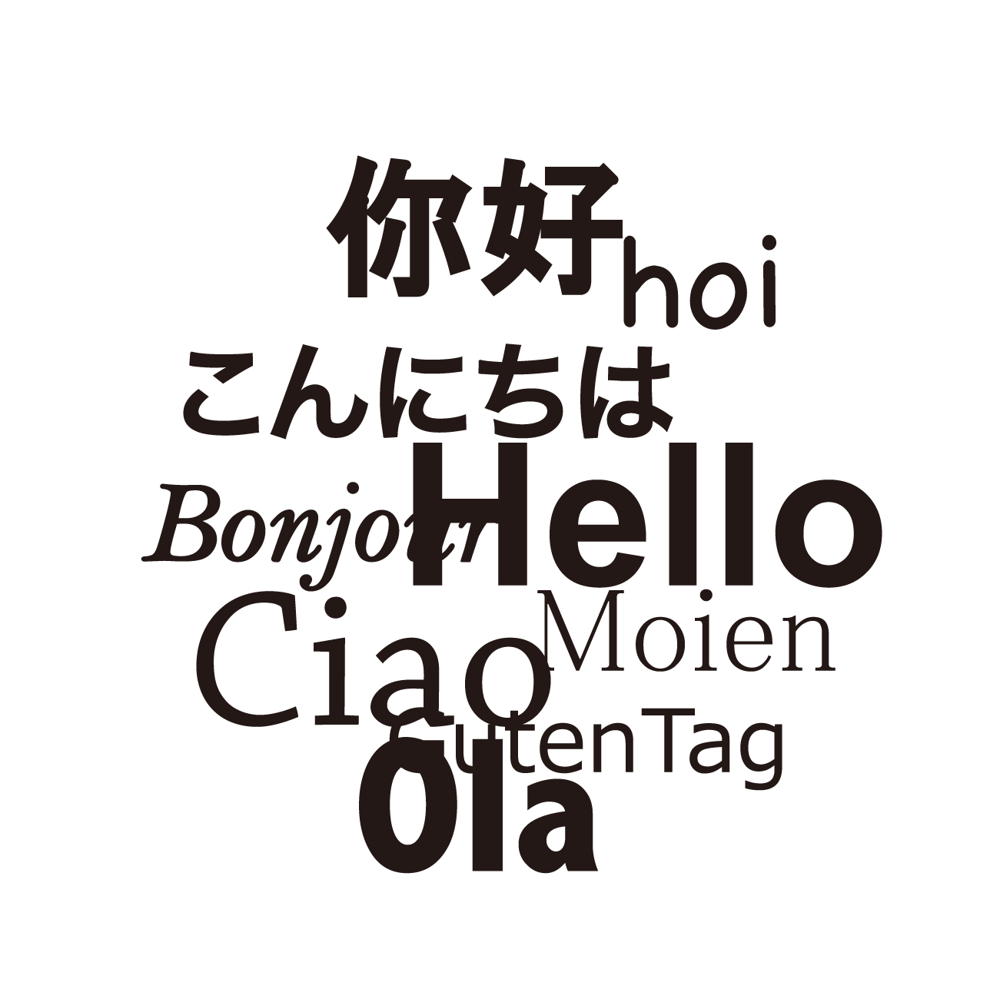 你好
hoi
こんにちは
Hello
Bonjour
Ciao
Moien
GutenTag
Ola